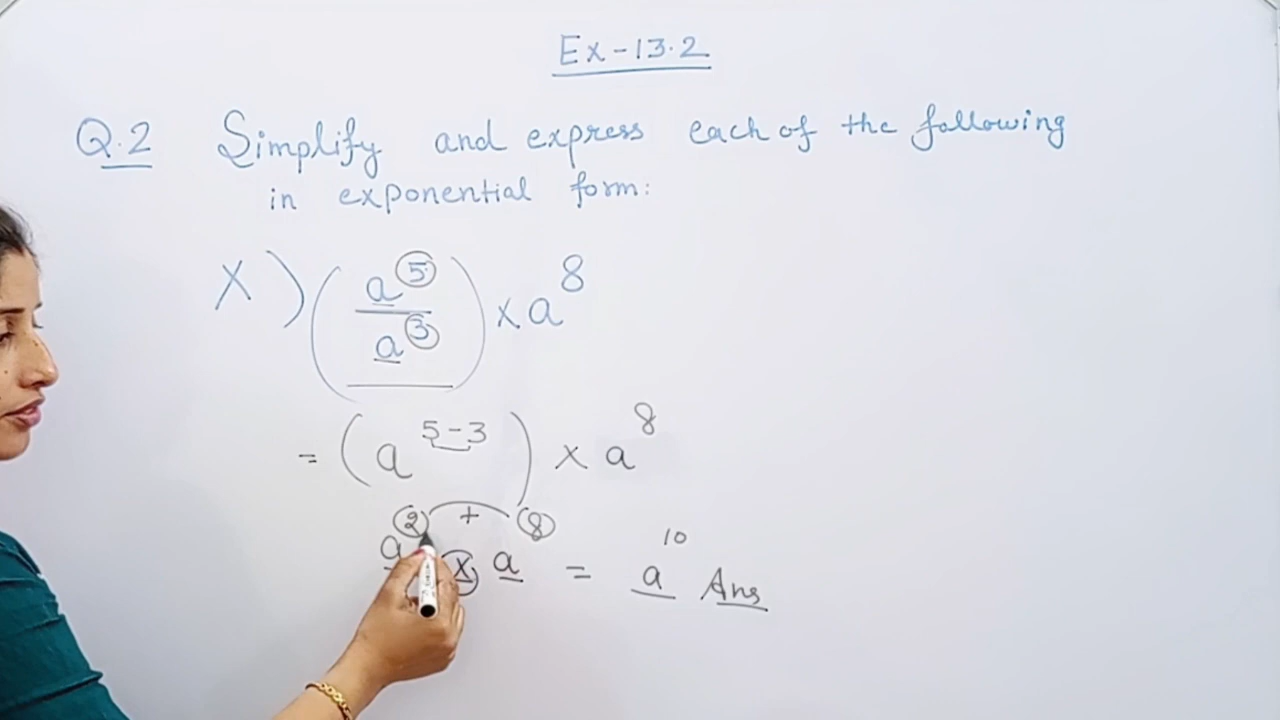 Ex-13.2
Q.2 Simplify and express each of the following
in exponential form:
x) (a⁵/a³) × a⁸
= (a⁵⁻³) × a⁸
a² × a⁸ = a¹⁰ Ans
+